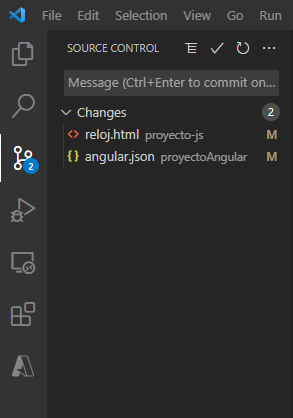 File Edit Selection View Go Run
SOURCE CONTROL
Message (Ctrl+Enter to commit on...
Changes 2
reloj.html proyecto-js M
2
angular.json proyectoAngular M